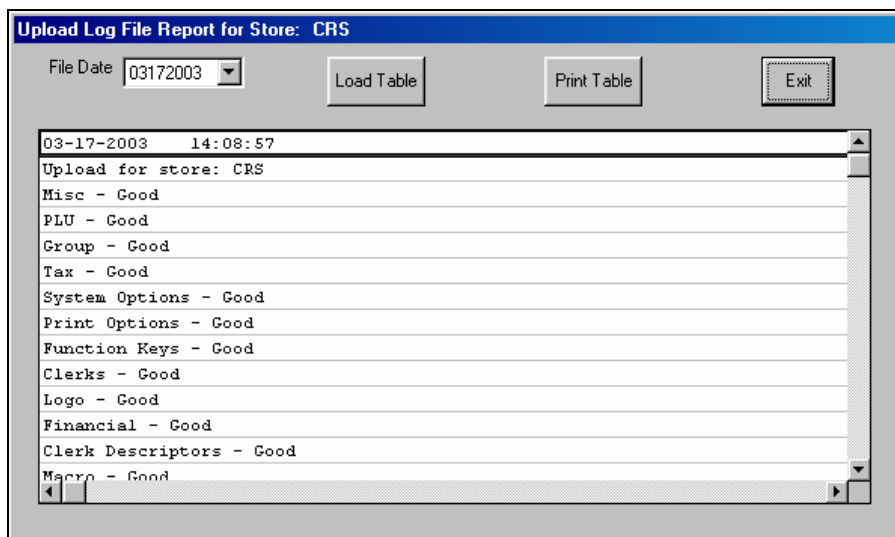 Upload Log File Report for Store: CRS
File Date 03172003 Load Table Print Table Exit
03-17-2003 14:08:57
Upload for store: CRS
Misc - Good
PLU - Good
Group - Good
Tax - Good
System Options - Good
Print Options - Good
Function Keys - Good
Clerks - Good
Logo - Good
Financial - Good
Clerk Descriptors - Good
Macro - Good